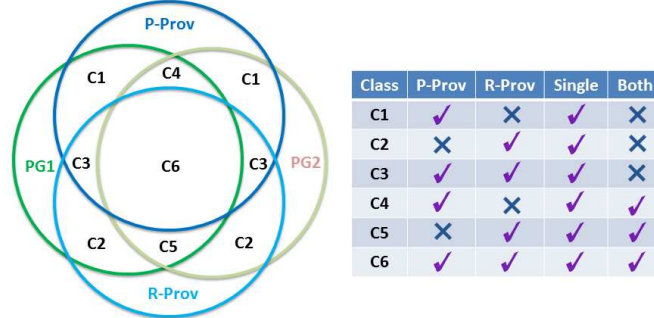 P-Prov
C1 C4 C1
PG1 C3 C6 C3 PG2
C2 C5 C2
R-Prov
Class P-Prov R-Prov Single Both
C1 ✓ ✕ ✓ ✕
C2 ✕ ✓ ✓ ✕
C3 ✓ ✓ ✓ ✕
C4 ✓ ✕ ✓ ✓
C5 ✕ ✓ ✓ ✓
C6 ✓ ✓ ✓ ✓